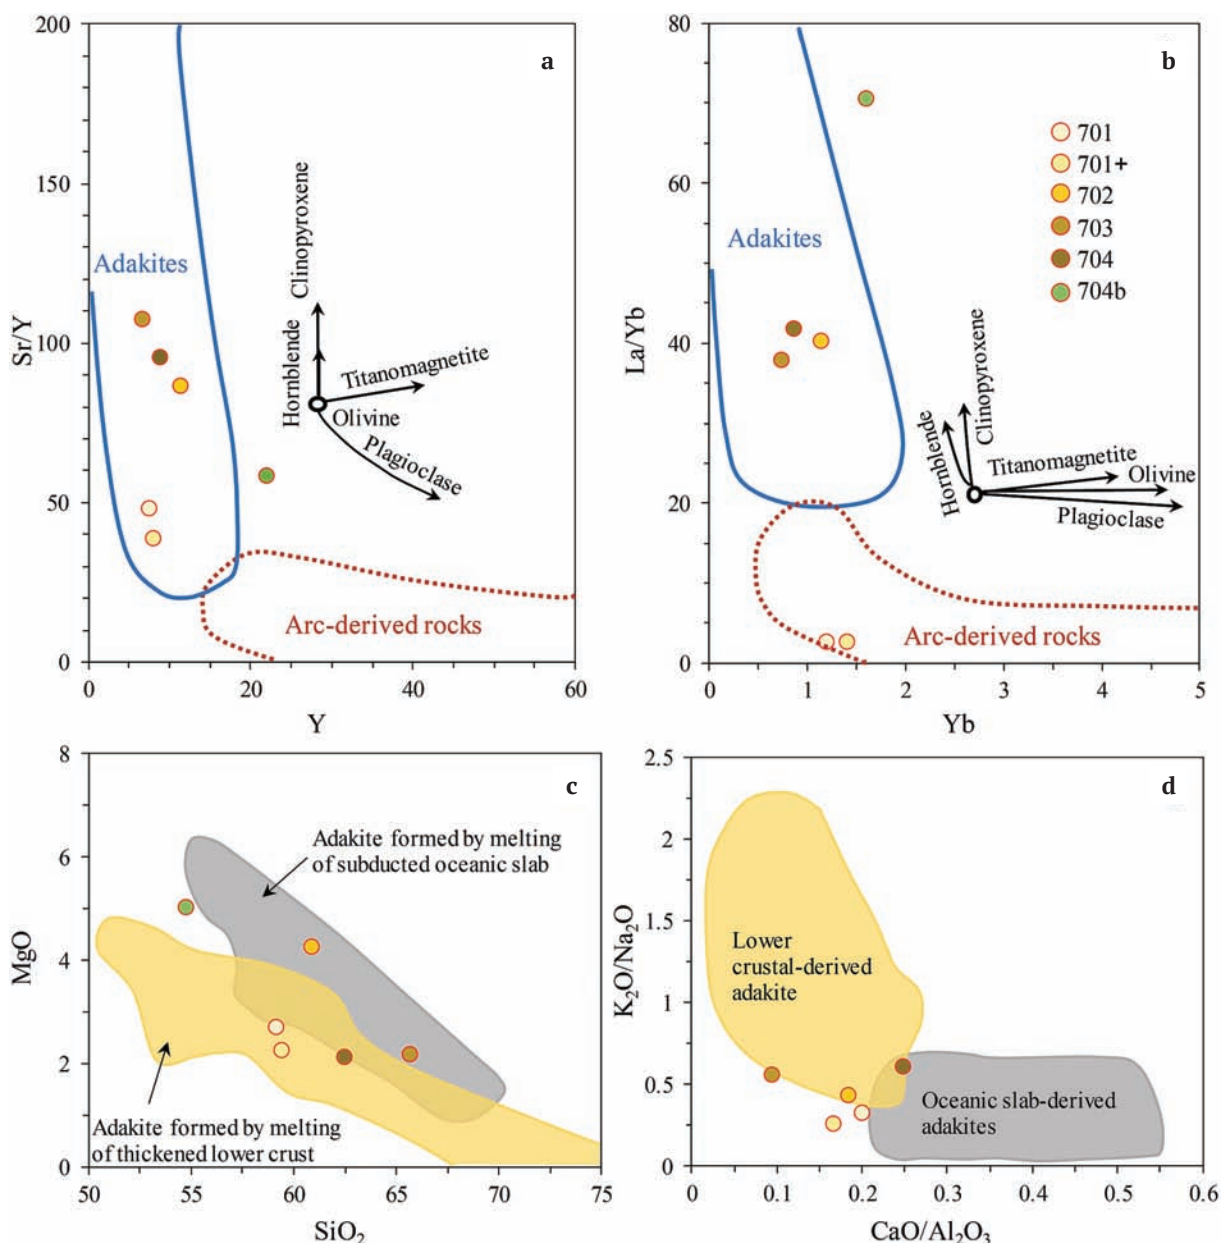 a
200
150
100
50
0
Sr/Y
0
20
40
60
Y
Adakites
Clinopyroxene
Hornblende
Titanomagnetite
Olivine
Plagioclase
Arc-derived rocks
b
80
60
40
20
0
La/Yb
0
1
2
3
4
5
Yb
701
701+
702
703
704
704b
Adakites
Clinopyroxene
Hornblende
Titanomagnetite
Olivine
Plagioclase
Arc-derived rocks
c
8
6
4
2
0
MgO
50
55
60
65
70
75
SiO₂
Adakite formed by melting
of subducted oceanic slab
Adakite formed by melting
of thickened lower crust
d
2.5
2
1.5
1
0.5
0
K₂O/Na₂O
0
0.1
0.2
0.3
0.4
0.5
0.6
CaO/Al₂O₃
Lower
crustal-derived
adakite
Oceanic slab-derived
adakites